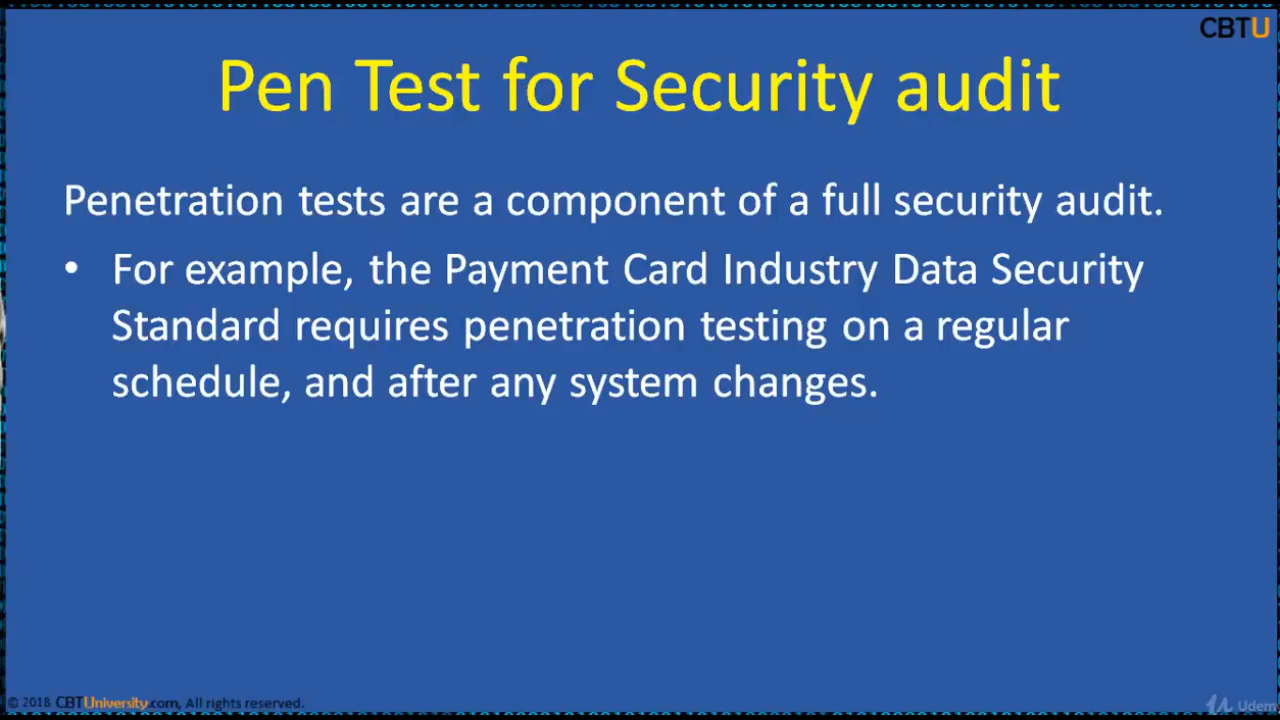 CBTU
Pen Test for Security audit
Penetration tests are a component of a full security audit.
• For example, the Payment Card Industry Data Security
Standard requires penetration testing on a regular
schedule, and after any system changes.
© 2018 CBTUniversity.com, All rights reserved.